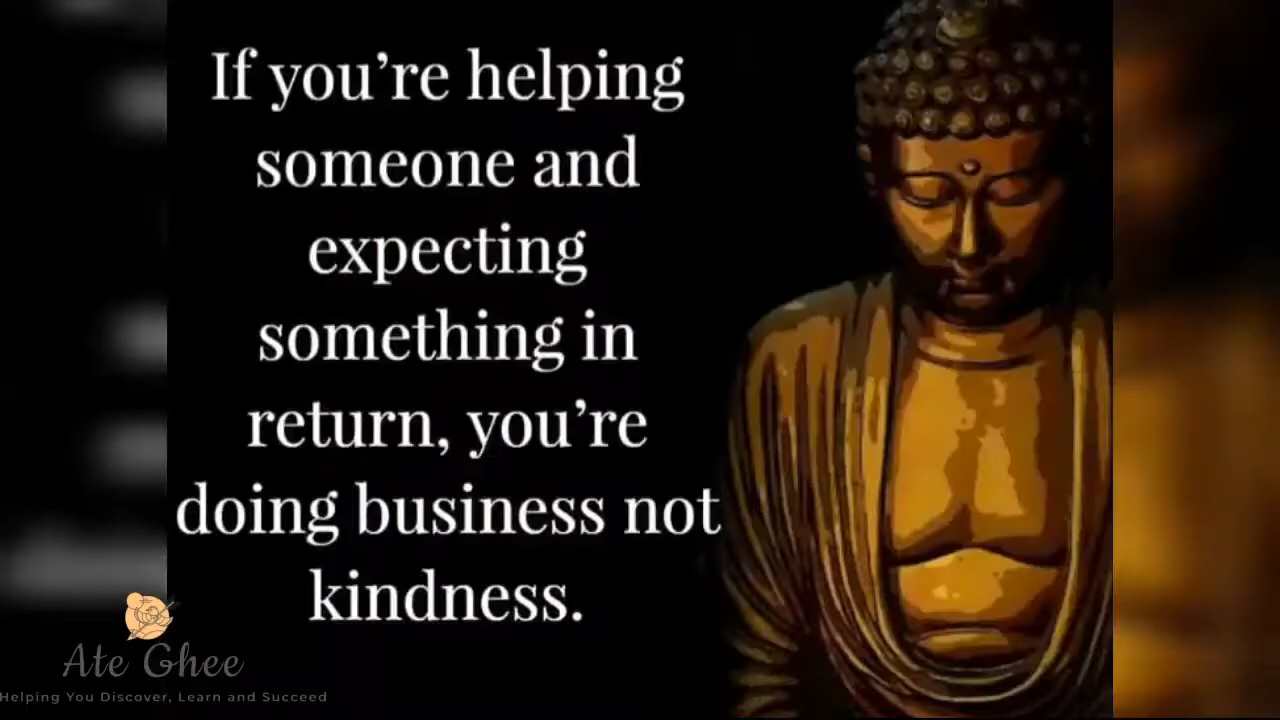 If you’re helping
someone and
expecting
something in
return, you’re
doing business not
kindness.
Ate Ghee
Helping You Discover, Learn and Succeed